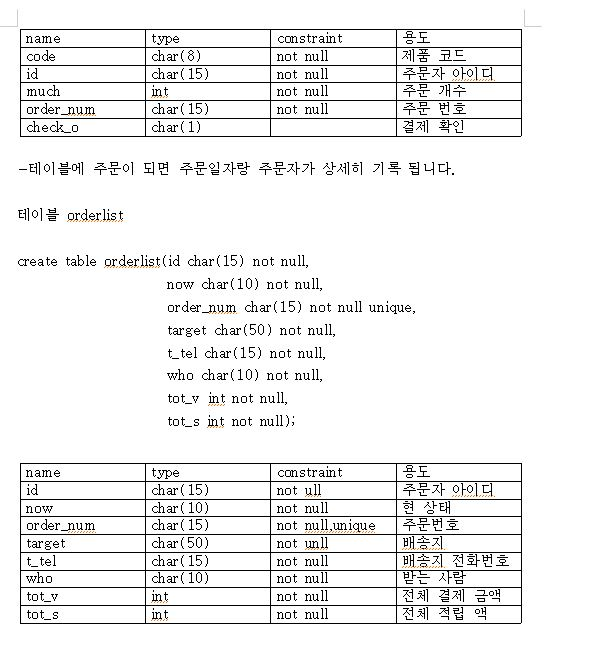 name type constraint 용도
code char(8) not null 제품 코드
id char(15) not null 주문자 아이디
much int not null 주문 개수
order_num char(15) not null 주문 번호
check_o char(1) 결제 확인
-테이블에 주문이 되면 주문일자랑 주문자가 상세히 기록 됩니다.
테이블 orderlist
create table orderlist(id char(15) not null,
now char(10) not null,
order_num char(15) not null unique,
target char(50) not null,
t_tel char(15) not null,
who char(10) not null,
tot_v int not null,
tot_s int not null);
name type constraint 용도
id char(15) not ull 주문자 아이디
now char(10) not null 현 상태
order_num char(15) not null,unique 주문번호
target char(50) not unll 배송지
t_tel char(15) not null 배송지 전화번호
who char(10) not null 받는 사람
tot_v int not null 전체 결제 금액
tot_s int not null 전체 적립 액